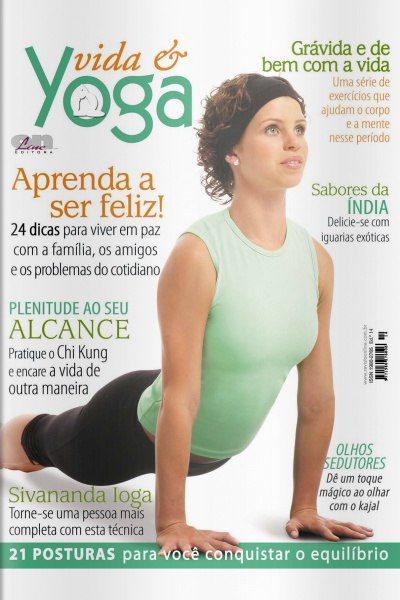 vida &
Yoga
Line
EDITORA
Grávida e de
bem com a vida
Uma série de
exercícios que
ajudam o corpo
e a mente
nesse período
Aprenda a
ser feliz!
24 dicas para viver em paz
com a família, os amigos
e os problemas do cotidiano
Sabores da
ÍNDIA
Delicie-se com
iguarias exóticas
PLENITUDE AO SEU
ALCANCE
Pratique o Chi Kung
e encare a vida de
outra maneira
OLHOS
SEDUTORES
Dê um toque
mágico ao olhar
com o kajal
Sivananda Ioga
Torne-se uma pessoa mais
completa com esta técnica
21 POSTURAS para você conquistar o equilíbrio